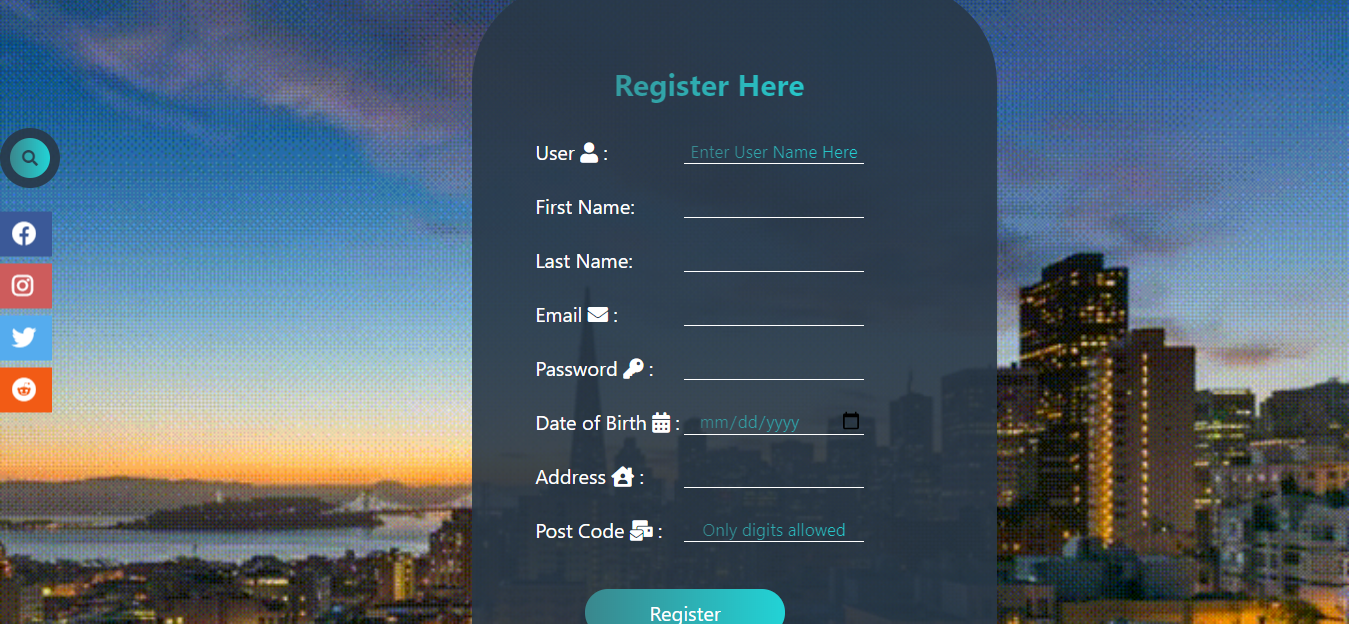 Register Here
User : Enter User Name Here
First Name:
Last Name:
Email :
Password :
Date of Birth : mm/dd/yyyy
Address :
Post Code : Only digits allowed
Register